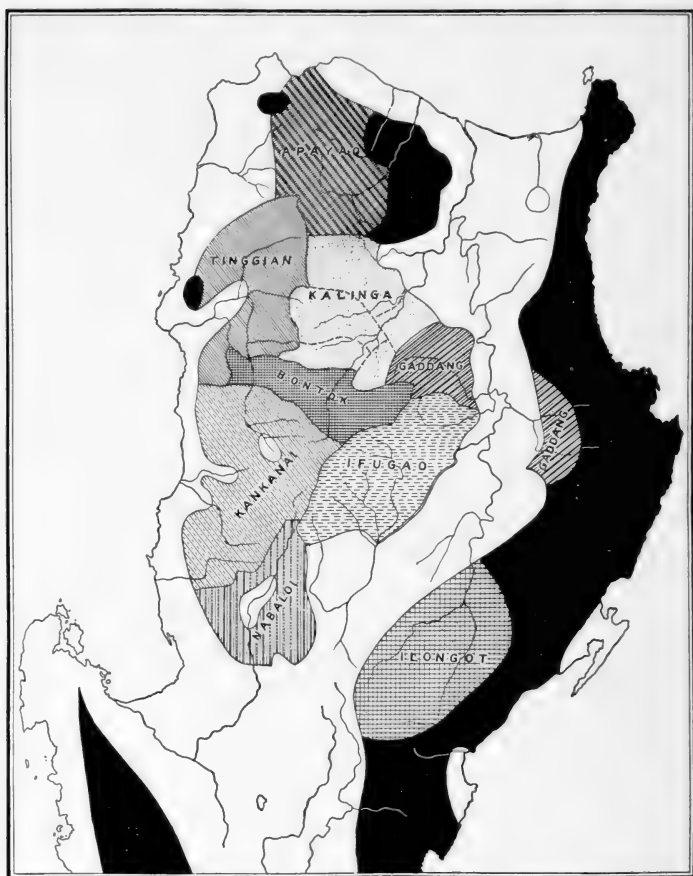 APAYAO
TINGGIAN
KALINGA
GADDANG
BONTOK
GADDANG
IFUGAO
KANKANAI
NABALOI
ILONGOT